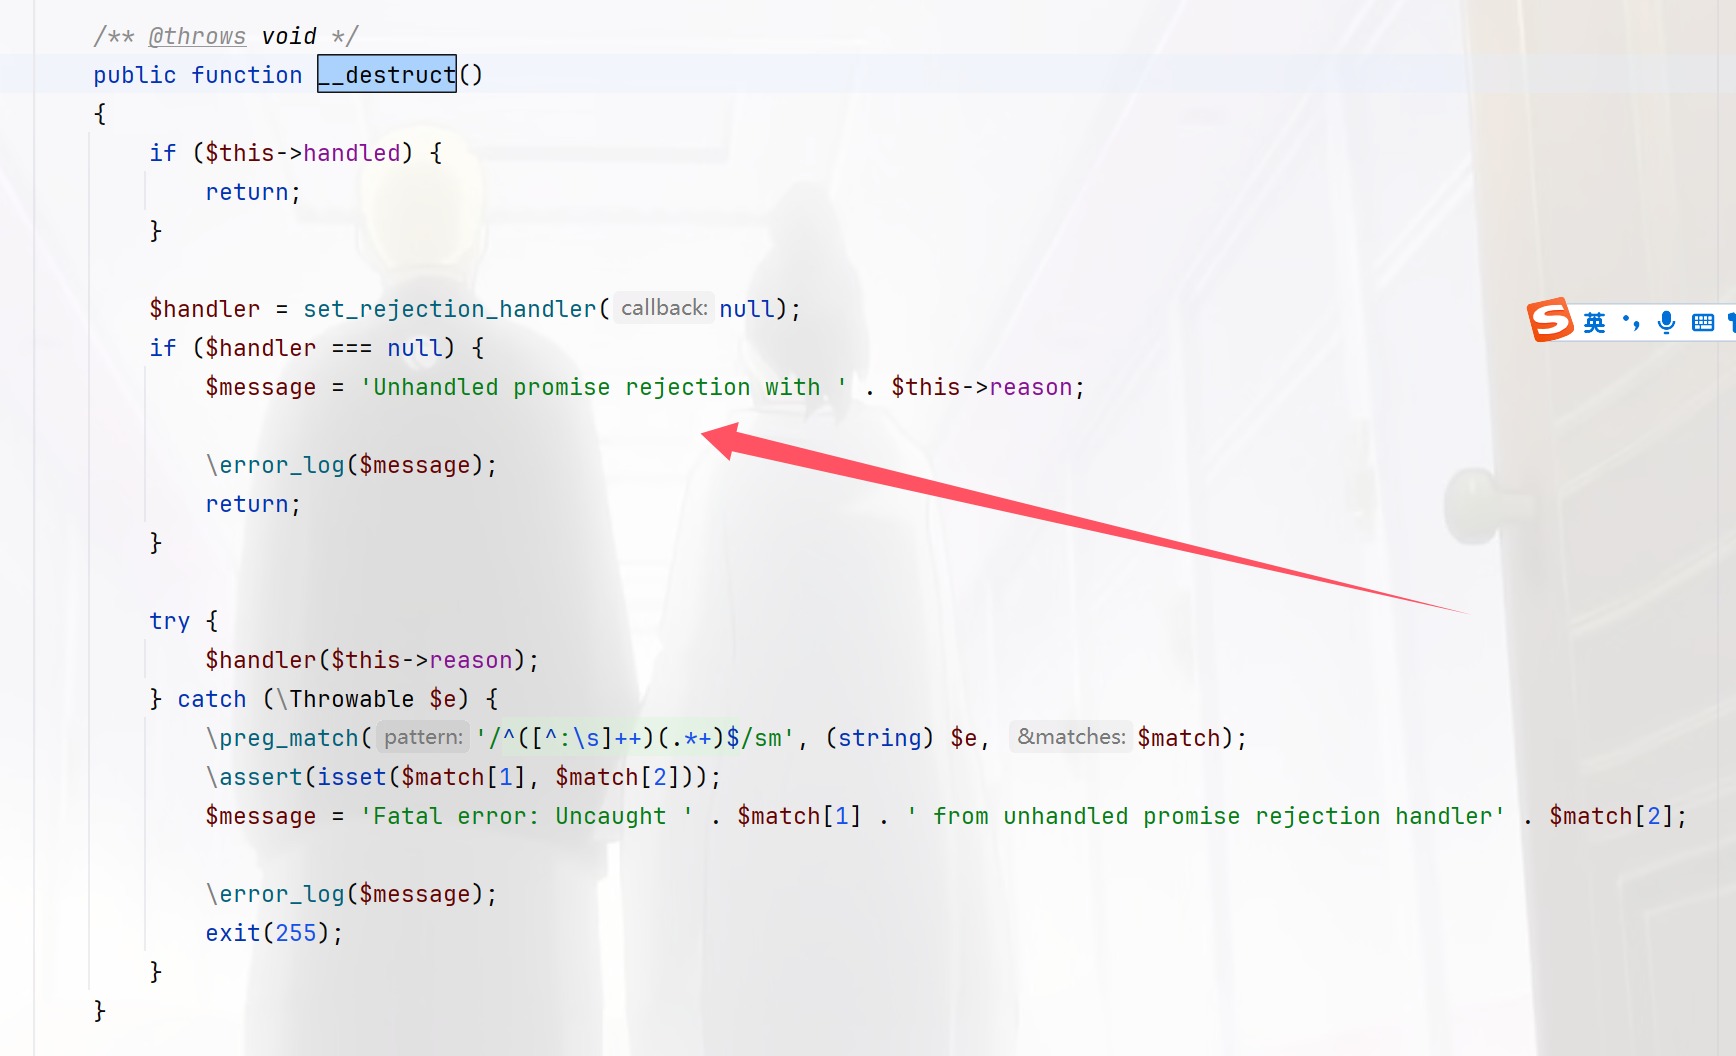 /** @throws void */
public function __destruct()
{
    if ($this->handled) {
        return;
    }
    $handler = set_rejection_handler( callback: null);
    if ($handler === null) {
        $message = 'Unhandled promise rejection with ' . $this->reason;
        \error_log($message);
        return;
    }
    try {
        $handler($this->reason);
    } catch (\Throwable $e) {
        \preg_match( pattern: '/^([^:\s]++)(.*+)$/sm', (string) $e, &matches: $match);
        \assert(isset($match[1], $match[2]));
        $message = 'Fatal error: Uncaught ' . $match[1] . ' from unhandled promise rejection handler' . $match[2];
        \error_log($message);
        exit(255);
    }
}
S 英